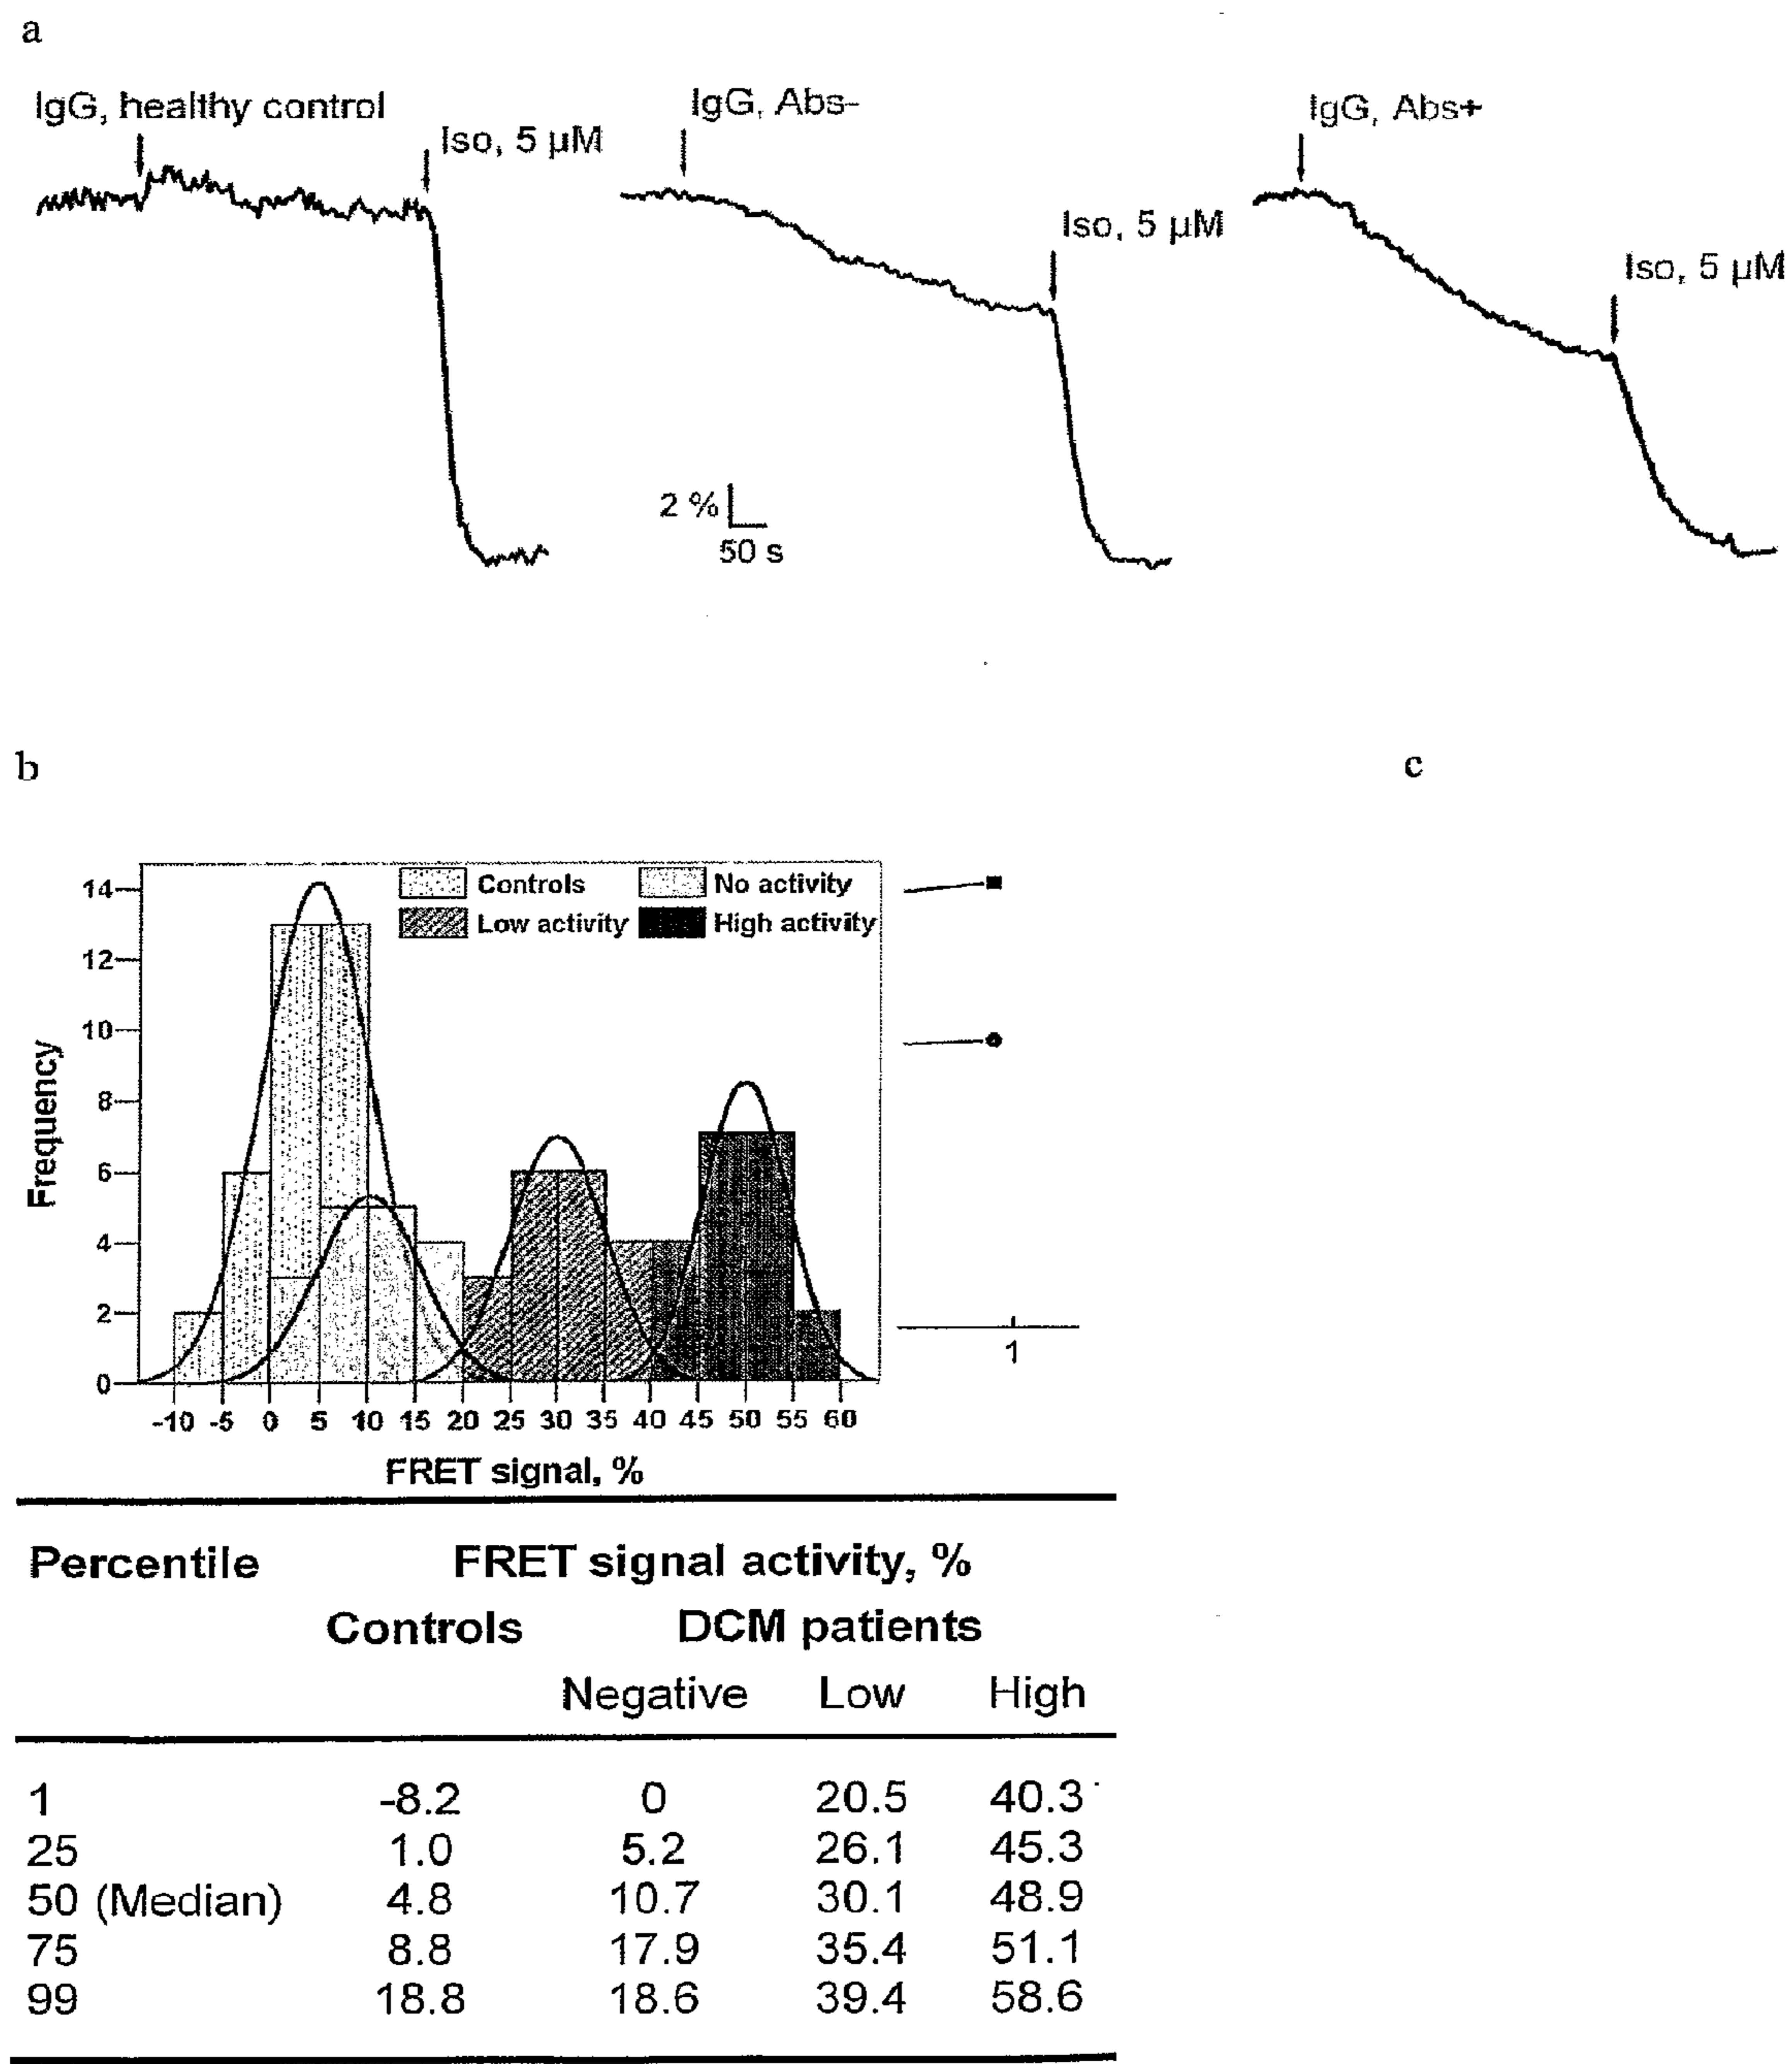 a
IgG, healthy control
Iso, 5 µM
IgG, Abs-
Iso, 5 µM
IgG, Abs+
Iso, 5 µM
2 %
50 s
b
c
Controls
No activity
Low activity
High activity
14
12
10
8
6
4
2
0
Frequency
-10 -5 0 5 10 15 20 25 30 35 40 45 50 55 60
FRET signal, %
1
Percentile FRET signal activity, %
Controls DCM patients
Negative Low High
1 -8.2 0 20.5 40.3
25 1.0 5.2 26.1 45.3
50 (Median) 4.8 10.7 30.1 48.9
75 8.8 17.9 35.4 51.1
99 18.8 18.6 39.4 58.6